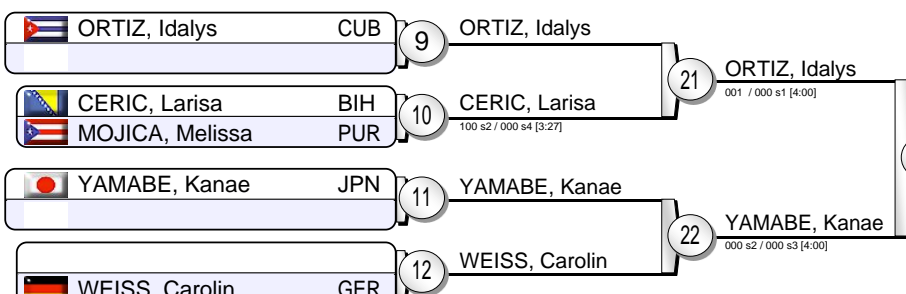 ORTIZ, Idalys CUB
9
ORTIZ, Idalys
CERIC, Larisa BIH
MOJICA, Melissa PUR
10
CERIC, Larisa
100 s2 / 000 s4 [3:27]
21
ORTIZ, Idalys
001 / 000 s1 [4:00]
YAMABE, Kanae JPN
11
YAMABE, Kanae
WEISS, Carolin GER
12
WEISS, Carolin
22
YAMABE, Kanae
000 s2 / 000 s3 [4:00]